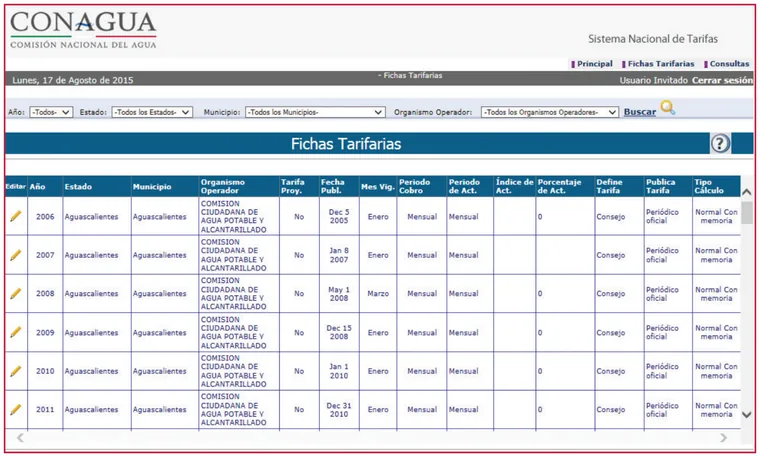 CONAGUA
COMISIÓN NACIONAL DEL AGUA
Sistema Nacional de Tarifas
Principal Fichas Tarifarias Consultas
Lunes, 17 de Agosto de 2015 - Fichas Tarifarias Usuario Invitado Cerrar sesión
Año: -Todos- Estado: -Todos los Estados- Municipio: -Todos los Municipios- Organismo Operador: -Todos los Organismos Operadores- Buscar
Fichas Tarifarias ?
Editar Año Estado Municipio Organismo Operador Tarifa Proy. Fecha Publ. Mes Vig. Periodo Cobro Periodo de Act. Índice de Act. Porcentaje de Act. Define Tarifa Publica Tarifa Tipo Cálculo
2006 Aguascalientes Aguascalientes COMISION CIUDADANA DE AGUA POTABLE Y ALCANTARILLADO No Dec 5 2005 Enero Mensual Mensual 0 Consejo Periódico oficial Normal Con memoria
2007 Aguascalientes Aguascalientes COMISION CIUDADANA DE AGUA POTABLE Y ALCANTARILLADO No Jan 8 2007 Enero Mensual Mensual Consejo Periódico oficial Normal Con memoria
2008 Aguascalientes Aguascalientes COMISION CIUDADANA DE AGUA POTABLE Y ALCANTARILLADO No May 1 2008 Marzo Mensual Mensual 0 Consejo Periódico oficial Normal Con memoria
2009 Aguascalientes Aguascalientes COMISION CIUDADANA DE AGUA POTABLE Y ALCANTARILLADO No Dec 15 2008 Enero Mensual Mensual 0 Consejo Periódico oficial Normal Con memoria
2010 Aguascalientes Aguascalientes COMISION CIUDADANA DE AGUA POTABLE Y ALCANTARILLADO No Jan 1 2010 Enero Mensual Mensual 0 Consejo Periódico oficial Normal Con memoria
2011 Aguascalientes Aguascalientes COMISION CIUDADANA DE AGUA POTABLE Y ALCANTARILLADO No Dec 31 2010 Enero Mensual Mensual 0 Consejo Periódico oficial Normal Con memoria